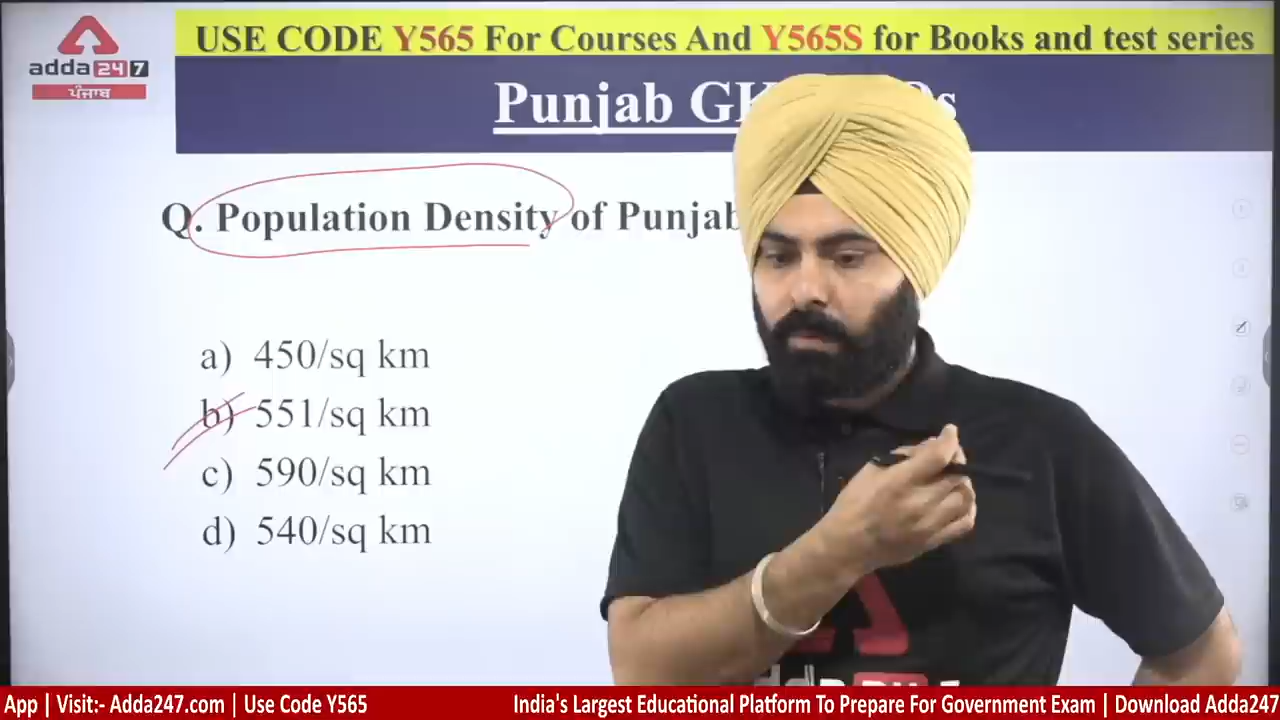 USE CODE Y565 For Courses And Y565S for Books and test series
adda 247
ਪੰਜਾਬ
Punjab
Q. Population Density of Punjab
a) 450/sq km
b) 551/sq km
c) 590/sq km
d) 540/sq km
App | Visit:- Adda247.com | Use Code Y565
India's Largest Educational Platform To Prepare For Government Exam | Download Adda247